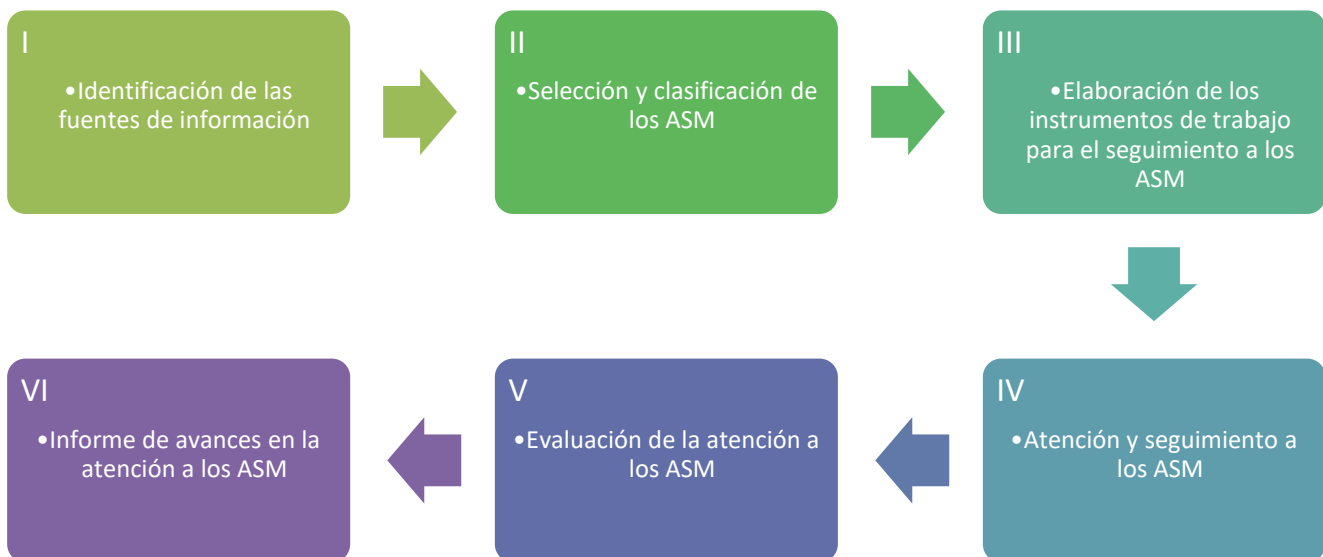 I
•Identificación de las
fuentes de información
II
•Selección y clasificación de
los ASM
III
•Elaboración de los
instrumentos de trabajo
para el seguimiento a los
ASM
IV
•Atención y seguimiento a
los ASM
V
•Evaluación de la atención a
los ASM
VI
•Informe de avances en la
atención a los ASM